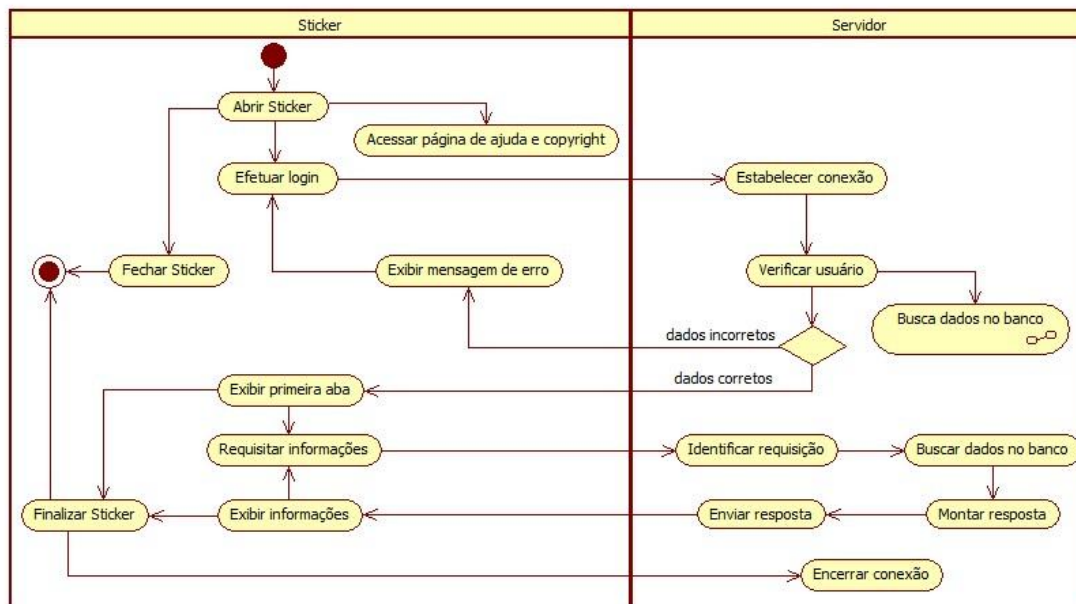 Sticker
Servidor
Abrir Sticker
Acessar página de ajuda e copyright
Efetuar login
Estabelecer conexão
Fechar Sticker
Exibir mensagem de erro
Verificar usuário
Busca dados no banco
dados incorretos
dados corretos
Exibir primeira aba
Requisitar informações
Identificar requisição
Buscar dados no banco
Finalizar Sticker
Exibir informações
Enviar resposta
Montar resposta
Encerrar conexão